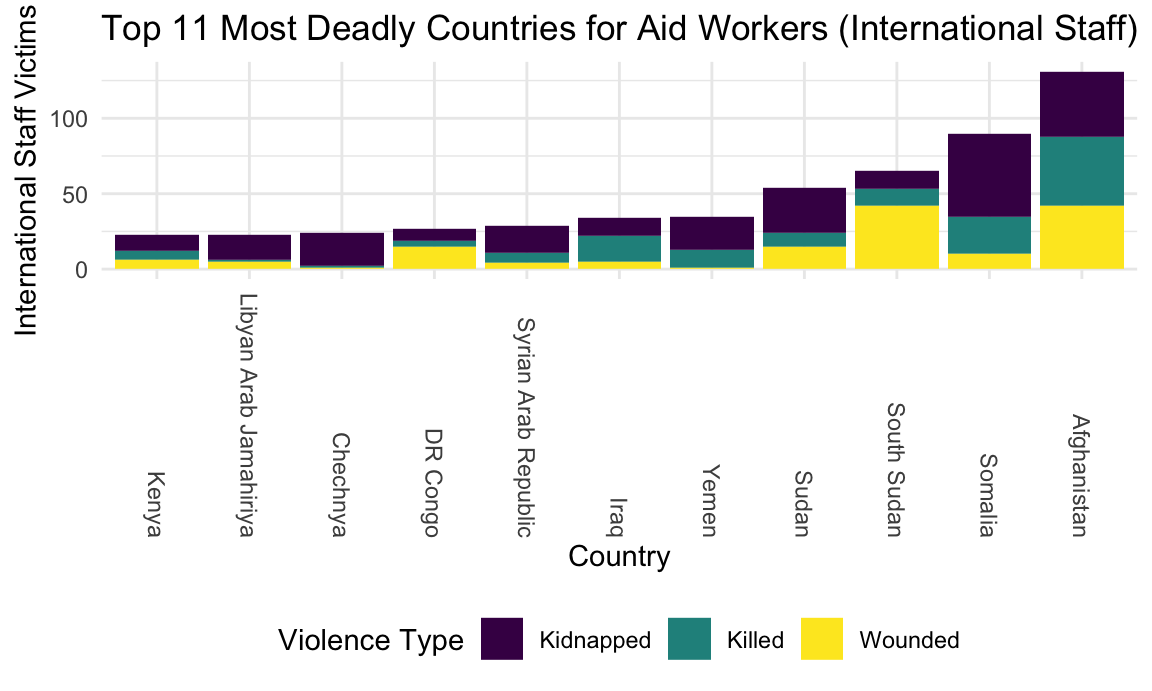 Top 11 Most Deadly Countries for Aid Workers (International Staff)
International Staff Victims
100
50
0
Kenya
Libyan Arab Jamahiriya
Chechnya
DR Congo
Syrian Arab Republic
Iraq
Yemen
Sudan
South Sudan
Somalia
Afghanistan
Country
Violence Type
Kidnapped
Killed
Wounded